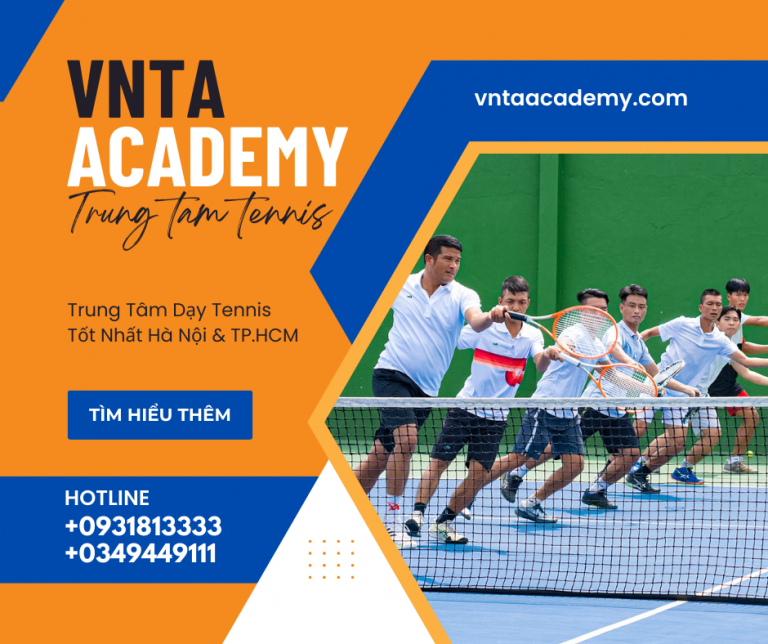 VNTA
ACADEMY
Trung tam tennis
vntaacademy.com
Trung Tâm Dạy Tennis
Tốt Nhất Hà Nội & TP.HCM
TÌM HIỂU THÊM
HOTLINE
+0931813333
+0349449111